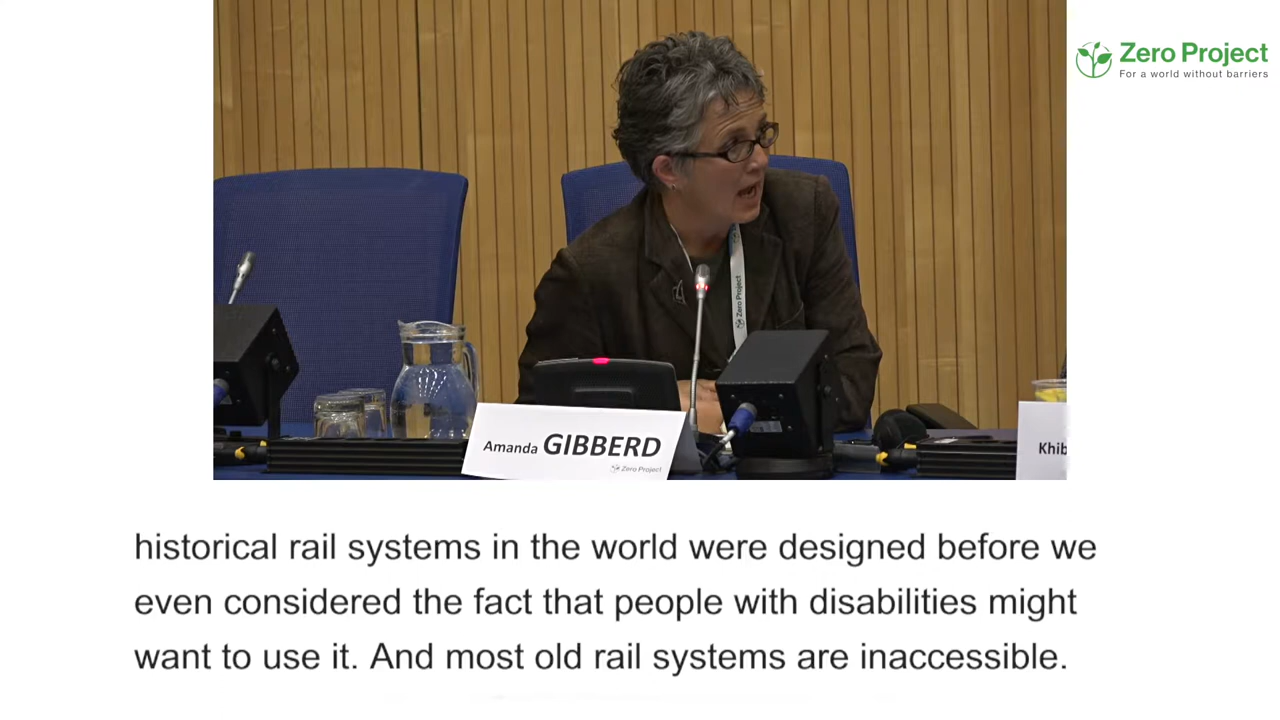 Zero Project
For a world without barriers
Zero Project
Amanda GIBBERD
Zero Project
Khib
historical rail systems in the world were designed before we
even considered the fact that people with disabilities might
want to use it. And most old rail systems are inaccessible.